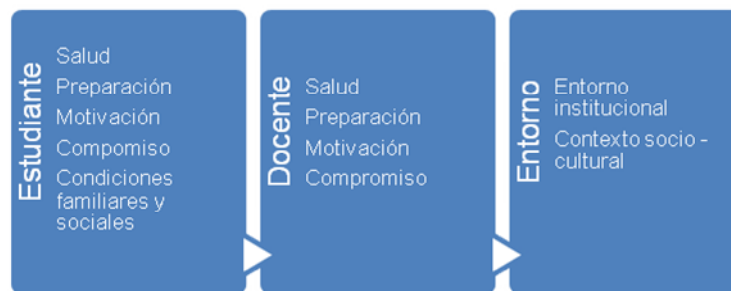 Estudiante
Salud
Preparación
Motivación
Compomiso
Condiciones
familiares y
sociales
Docente
Salud
Preparación
Motivación
Compromiso
Entorno
Entorno
institucional
Contexto socio -
cultural